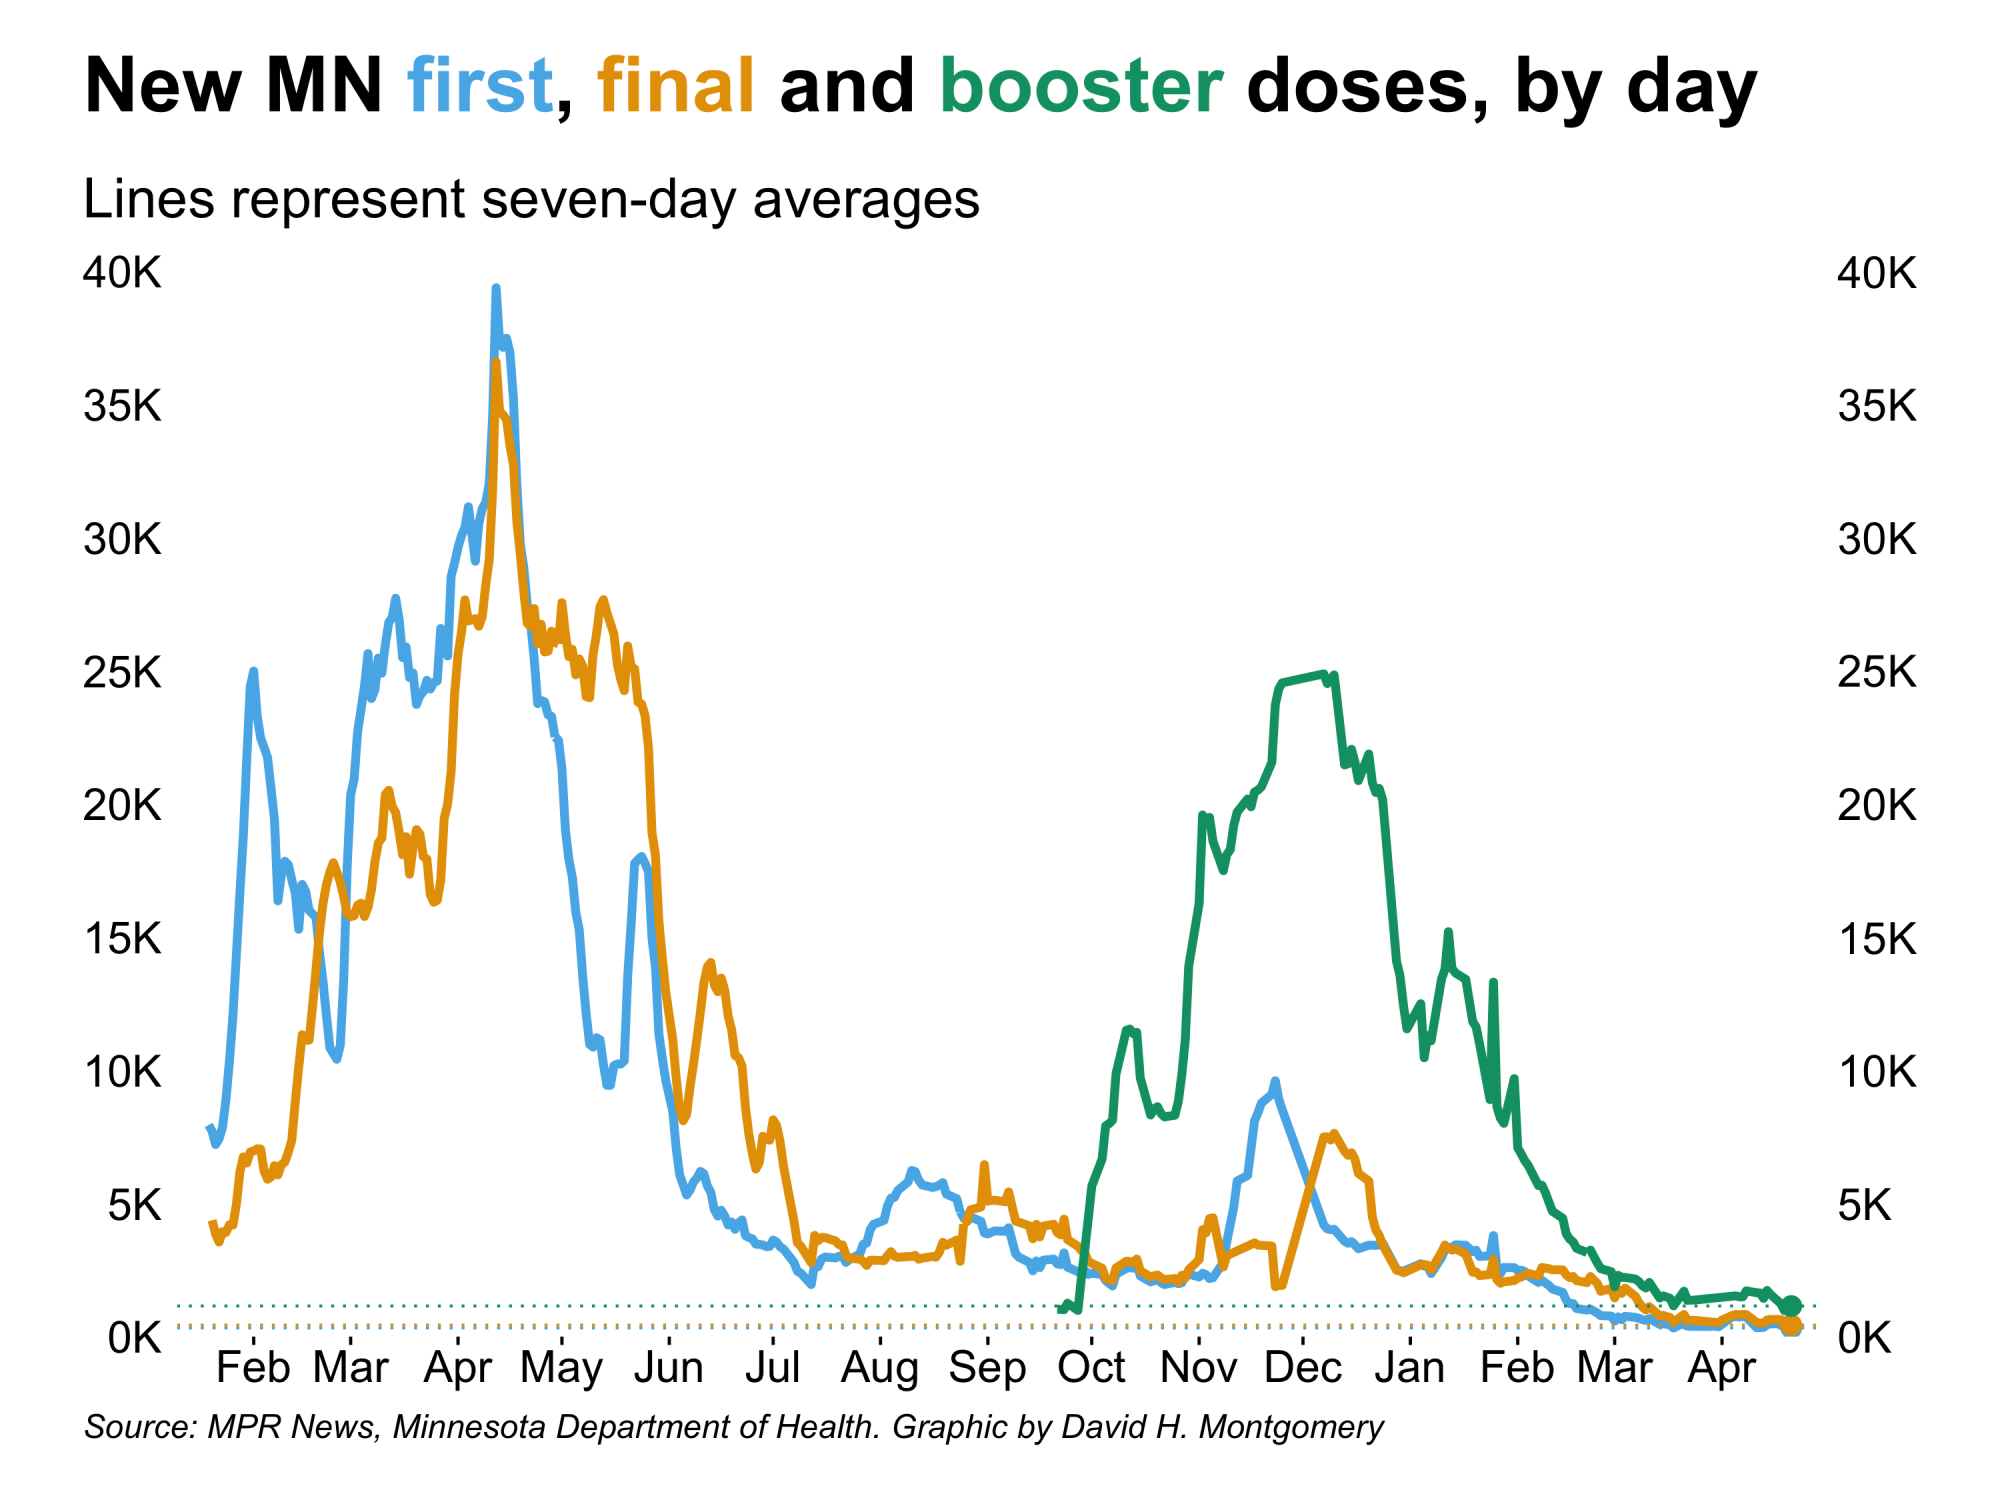 New MN first, final and booster doses, by day
Lines represent seven-day averages
40K 40K
35K 35K
30K 30K
25K 25K
20K 20K
15K 15K
10K 10K
5K 5K
0K 0K
Feb Mar Apr May Jun Jul Aug Sep Oct Nov Dec Jan Feb Mar Apr
Source: MPR News, Minnesota Department of Health. Graphic by David H. Montgomery